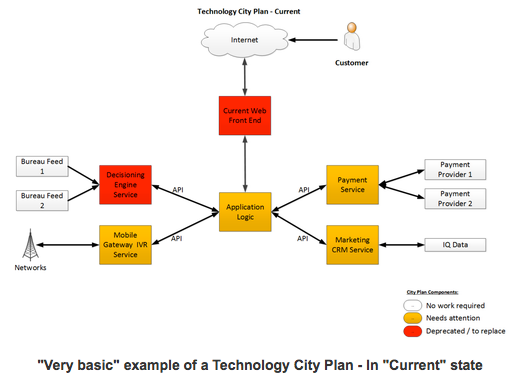 Technology City Plan - Current
Internet
Customer
Current Web
Front End
Bureau Feed
1
Bureau Feed
2
Decisioning
Engine
Service
API
Payment
Service
API
Payment
Provider 1
Payment
Provider 2
Application
Logic
Mobile
Gateway IVR
Service
API
Networks
Marketing
CRM Service
API
IQ Data
City Plan Components:
No work required
Needs attention
Deprecated / to replace
"Very basic" example of a Technology City Plan - In "Current" state